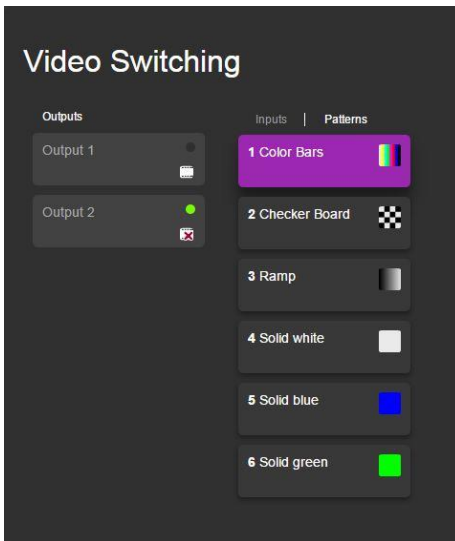 Video Switching
Outputs
Output 1
Output 2
Inputs | Patterns
1 Color Bars
2 Checker Board
3 Ramp
4 Solid white
5 Solid blue
6 Solid green